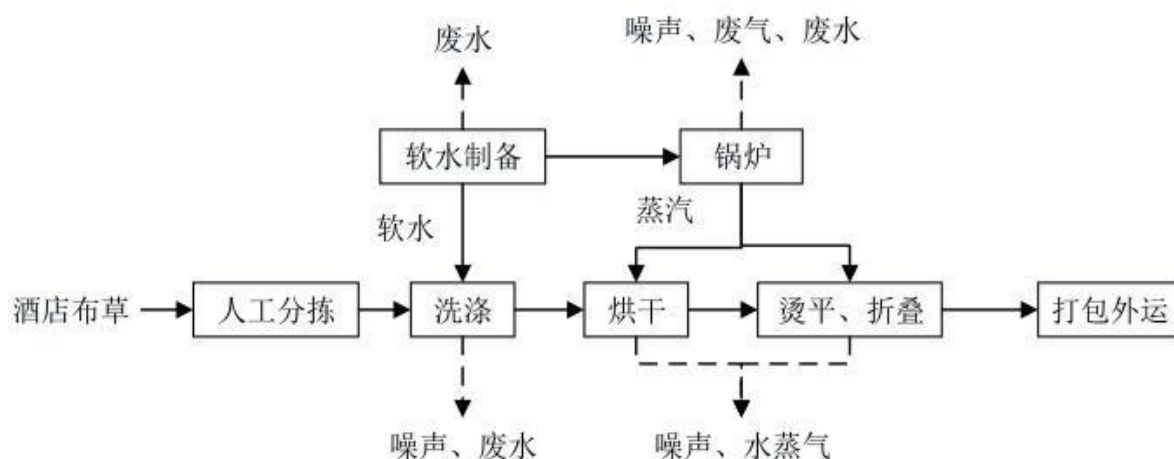 废水
噪声、废气、废水
软水制备
锅炉
软水
蒸汽
酒店布草
人工分拣
洗涤
烘干
烫平、折叠
打包外运
噪声、废水
噪声、水蒸气